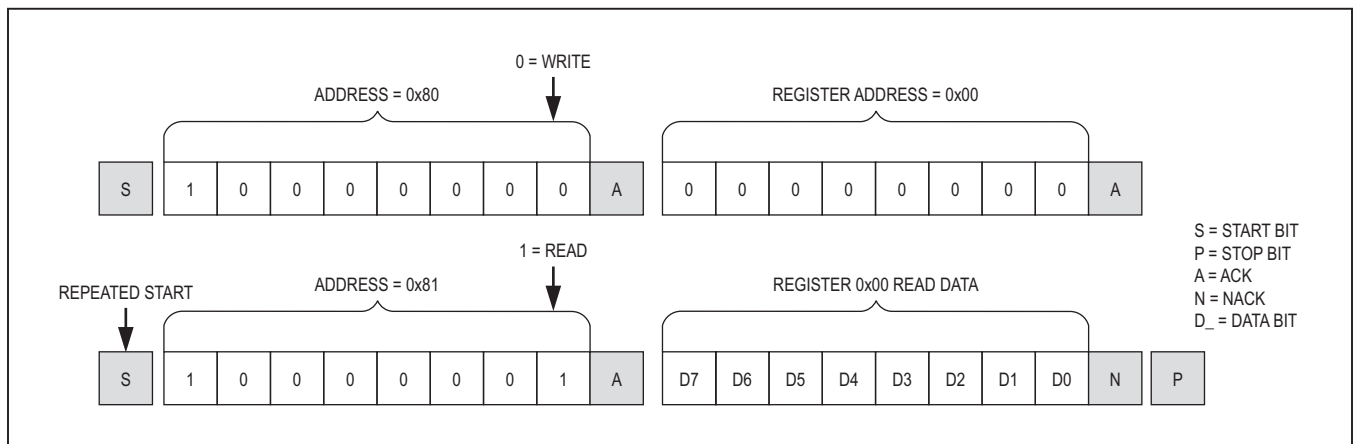 0 = WRITE
ADDRESS = 0x80
REGISTER ADDRESS = 0x00
S 1 0 0 0 0 0 0 0 A 0 0 0 0 0 0 0 0 A
1 = READ
REPEATED START
ADDRESS = 0x81
REGISTER 0x00 READ DATA
S 1 0 0 0 0 0 0 1 A D7 D6 D5 D4 D3 D2 D1 D0 N P
S = START BIT
P = STOP BIT
A = ACK
N = NACK
D_ = DATA BIT